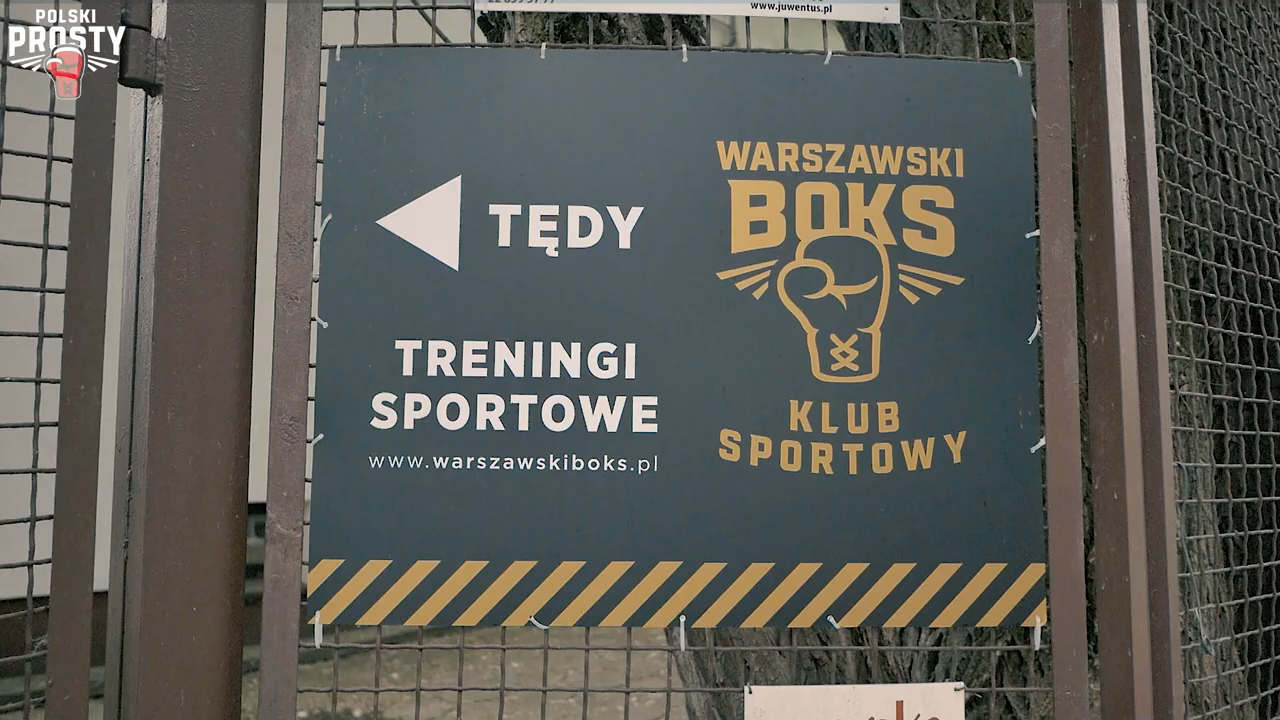 POLSKI
PROSTY
www.juwentus.pl
TĘDY
TRENINGI
SPORTOWE
www.warszawskiboks.pl
WARSZAWSKI
BOKS
KLUB
SPORTOWY